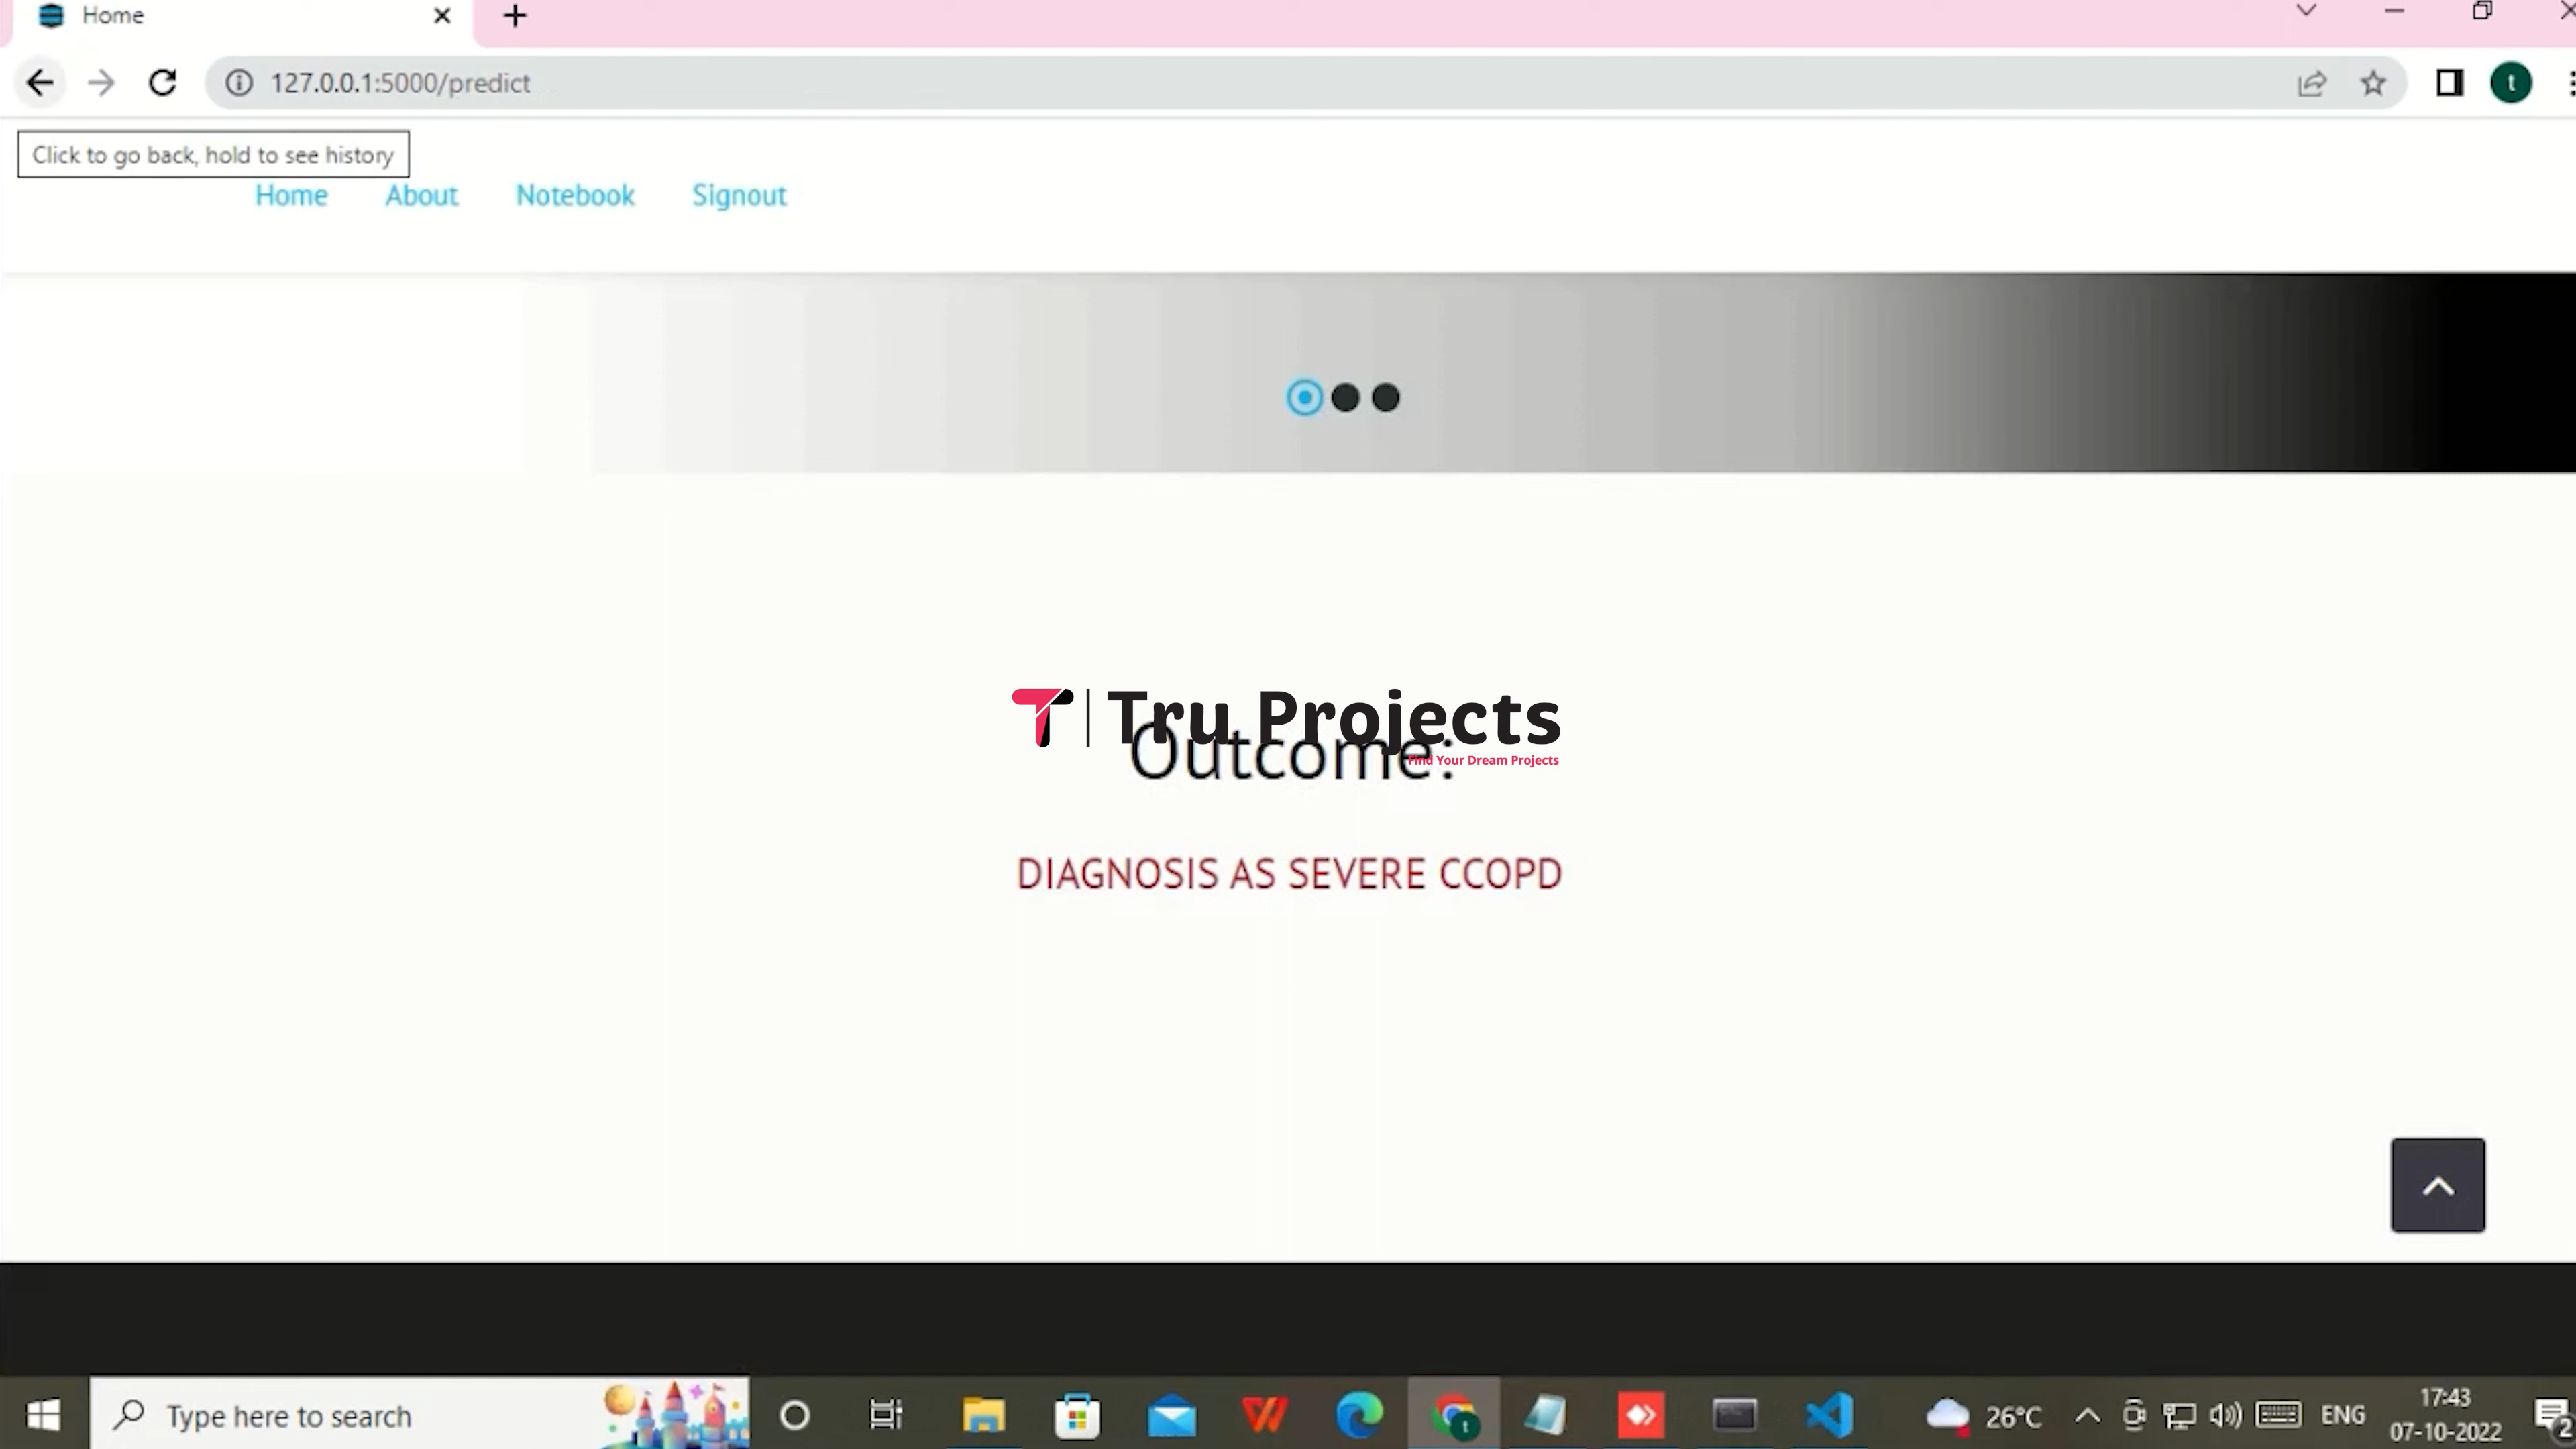 Home
127.0.0.1:5000/predict
t
Click to go back, hold to see history
Home About Notebook Signout
T Tru Projects
Find Your Dream Projects
Outcome:
DIAGNOSIS AS SEVERE CCOPD
Type here to search
t
26°C
ENG
17:43
07-10-2022
2